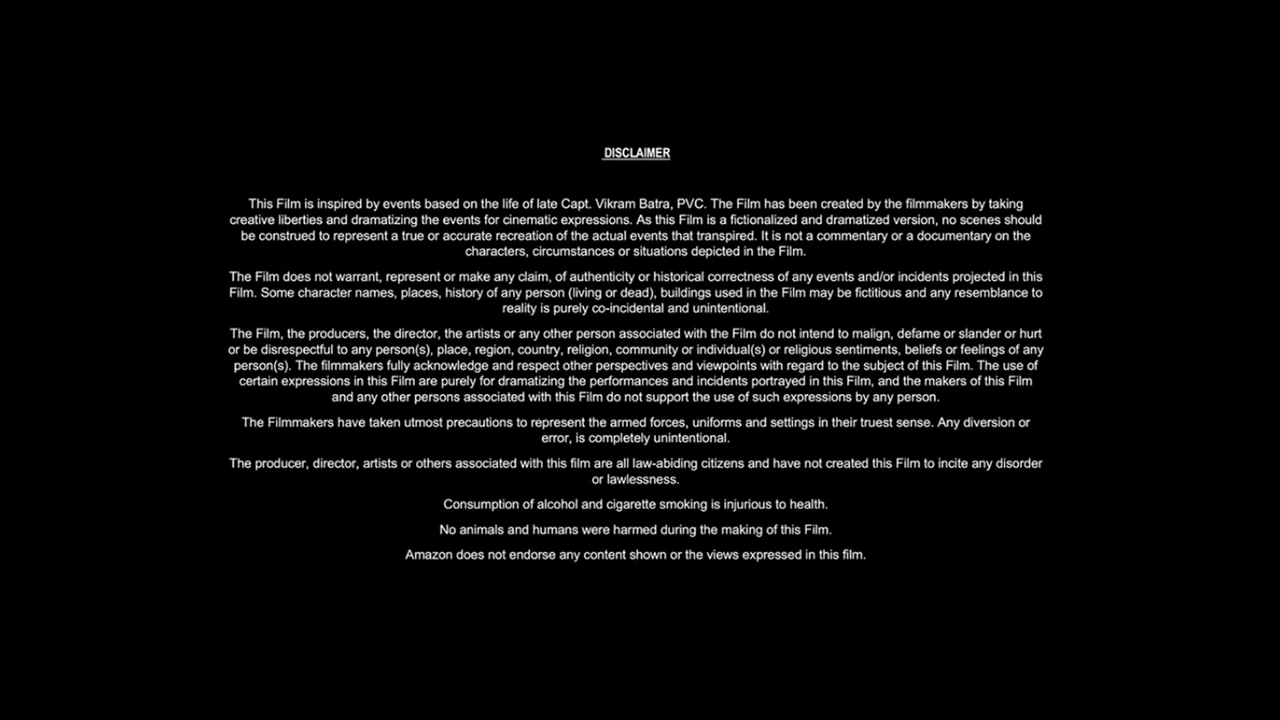 DISCLAIMER
This Film is inspired by events based on the life of late Capt. Vikram Batra, PVC. The Film has been created by the filmmakers by taking
creative liberties and dramatizing the events for cinematic expressions. As this Film is a fictionalized and dramatized version, no scenes should
be construed to represent a true or accurate recreation of the actual events that transpired. It is not a commentary or a documentary on the
characters, circumstances or situations depicted in the Film.
The Film does not warrant, represent or make any claim, of authenticity or historical correctness of any events and/or incidents projected in this
Film. Some character names, places, history of any person (living or dead), buildings used in the Film may be fictitious and any resemblance to
reality is purely co-incidental and unintentional.
The Film, the producers, the director, the artists or any other person associated with the Film do not intend to malign, defame or slander or hurt
or be disrespectful to any person(s), place, region, country, religion, community or individual(s) or religious sentiments, beliefs or feelings of any
person(s). The filmmakers fully acknowledge and respect other perspectives and viewpoints with regard to the subject of this Film. The use of
certain expressions in this Film are purely for dramatizing the performances and incidents portrayed in this Film, and the makers of this Film
and any other persons associated with this Film do not support the use of such expressions by any person.
The Filmmakers have taken utmost precautions to represent the armed forces, uniforms and settings in their truest sense. Any diversion or
error, is completely unintentional.
The producer, director, artists or others associated with this film are all law-abiding citizens and have not created this Film to incite any disorder
or lawlessness.
Consumption of alcohol and cigarette smoking is injurious to health.
No animals and humans were harmed during the making of this Film.
Amazon does not endorse any content shown or the views expressed in this film.